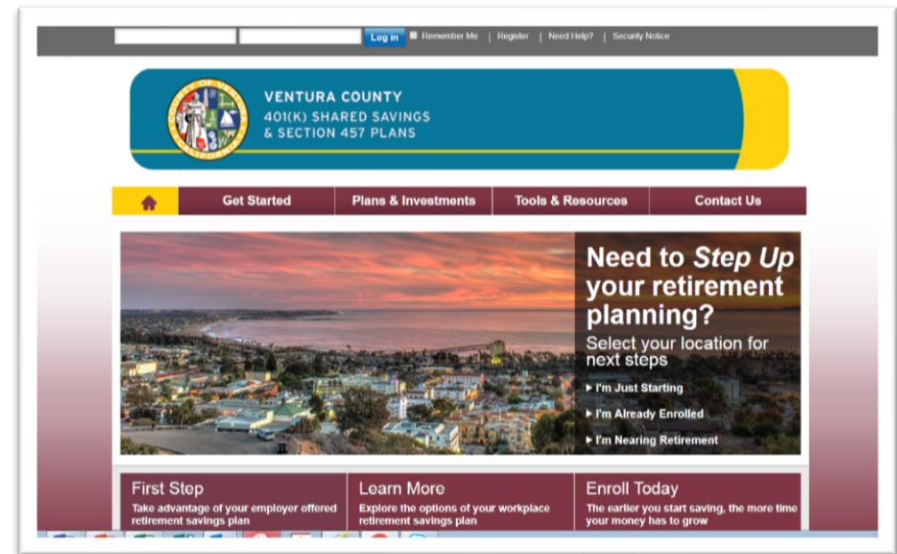 Log in Remember Me | Register | Need Help? | Security Notice
VENTURA COUNTY
401(K) SHARED SAVINGS
& SECTION 457 PLANS
COUNTY OF VENTURA
CALIFORNIA
Get Started Plans & Investments Tools & Resources Contact Us
Need to Step Up
your retirement
planning?
Select your location for
next steps
I'm Just Starting
I'm Already Enrolled
I'm Nearing Retirement
First Step
Take advantage of your employer offered
retirement savings plan
Learn More
Explore the options of your workplace
retirement savings plan
Enroll Today
The earlier you start saving, the more time
your money has to grow